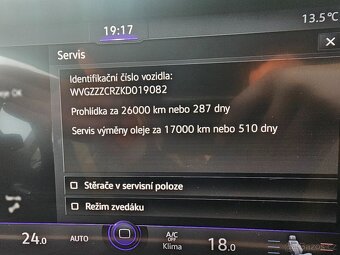 19:17
13.5°C
Servis
Identifikační číslo vozidla:
WVGZZZCRZKD019082
Prohlídka za 26000 km nebo 287 dny
Servis výměny oleje za 17000 km nebo 510 dny
Stěrače v servisní poloze
Režim zvedáku
24.0
AUTO
A/C
OFF
Klima
18.0